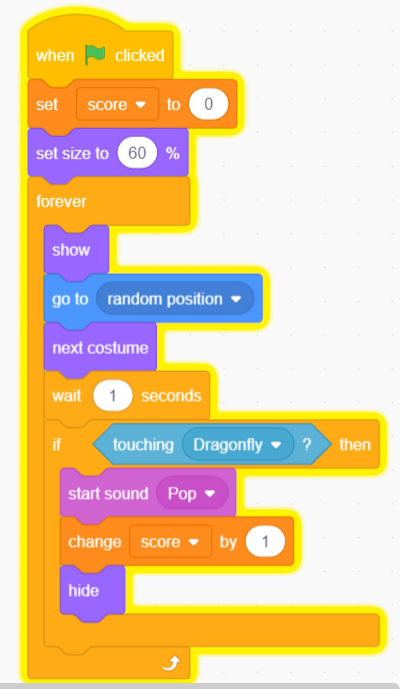 when clicked
set score to 0
set size to 60 %
forever
show
go to random position
next costume
wait 1 seconds
if touching Dragonfly ? then
start sound Pop
change score by 1
hide